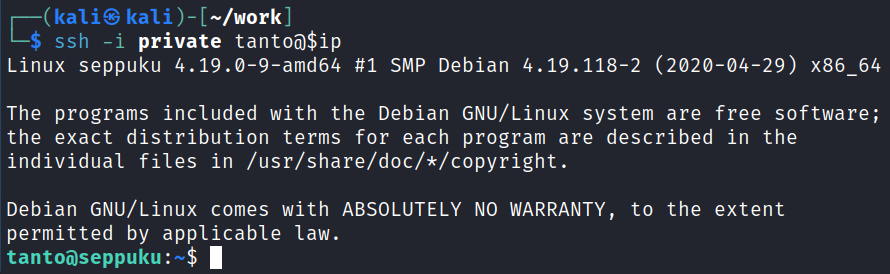 ┌──(kali㉿kali)-[~/work]
└─$ ssh -i private tanto@$ip
Linux seppuku 4.19.0-9-amd64 #1 SMP Debian 4.19.118-2 (2020-04-29) x86_64
The programs included with the Debian GNU/Linux system are free software;
the exact distribution terms for each program are described in the
individual files in /usr/share/doc/*/copyright.
Debian GNU/Linux comes with ABSOLUTELY NO WARRANTY, to the extent
permitted by applicable law.
tanto@seppuku:~$